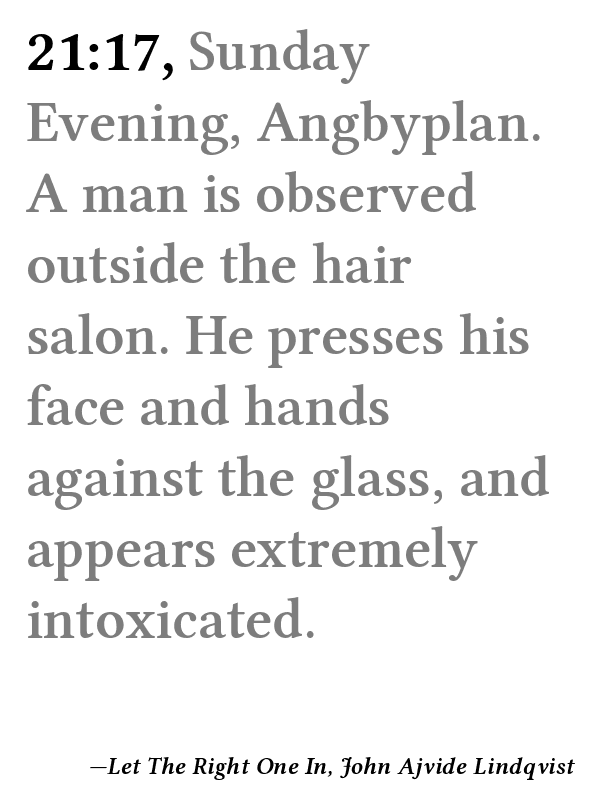 21:17, Sunday
Evening, Angbyplan.
A man is observed
outside the hair
salon. He presses his
face and hands
against the glass, and
appears extremely
intoxicated.
—Let The Right One In, John Ajvide Lindqvist